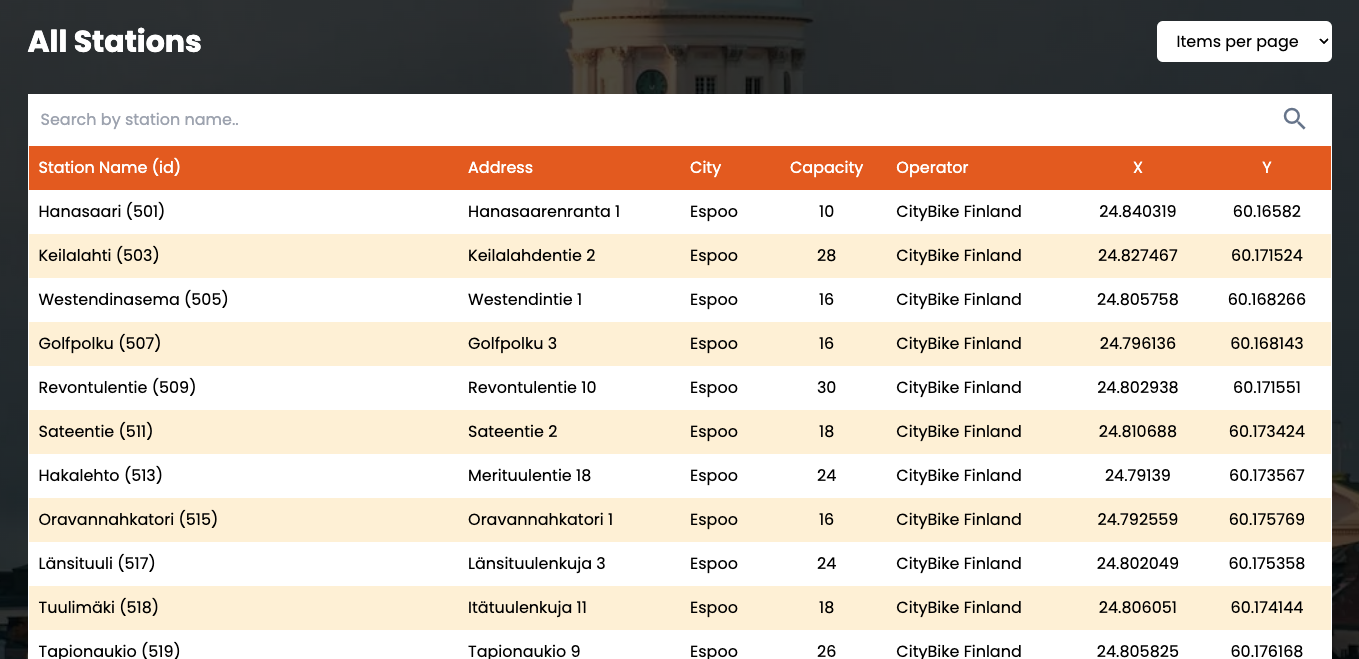 All Stations
Items per page
Search by station name..
Station Name (id) Address City Capacity Operator X Y
Hanasaari (501) Hanasaarenranta 1 Espoo 10 CityBike Finland 24.840319 60.16582
Keilalahti (503) Keilalahdentie 2 Espoo 28 CityBike Finland 24.827467 60.171524
Westendinasema (505) Westendintie 1 Espoo 16 CityBike Finland 24.805758 60.168266
Golfpolku (507) Golfpolku 3 Espoo 16 CityBike Finland 24.796136 60.168143
Revontulentie (509) Revontulentie 10 Espoo 30 CityBike Finland 24.802938 60.171551
Sateentie (511) Sateentie 2 Espoo 18 CityBike Finland 24.810688 60.173424
Hakalehto (513) Merituulentie 18 Espoo 24 CityBike Finland 24.79139 60.173567
Oravannahkatori (515) Oravannahkatori 1 Espoo 16 CityBike Finland 24.792559 60.175769
Länsituuli (517) Länsituulenkuja 3 Espoo 24 CityBike Finland 24.802049 60.175358
Tuulimäki (518) Itätuulenkuja 11 Espoo 18 CityBike Finland 24.806051 60.174144
Tapionaukio (519) Tapionaukio 9 Espoo 26 CityBike Finland 24.805825 60.176168